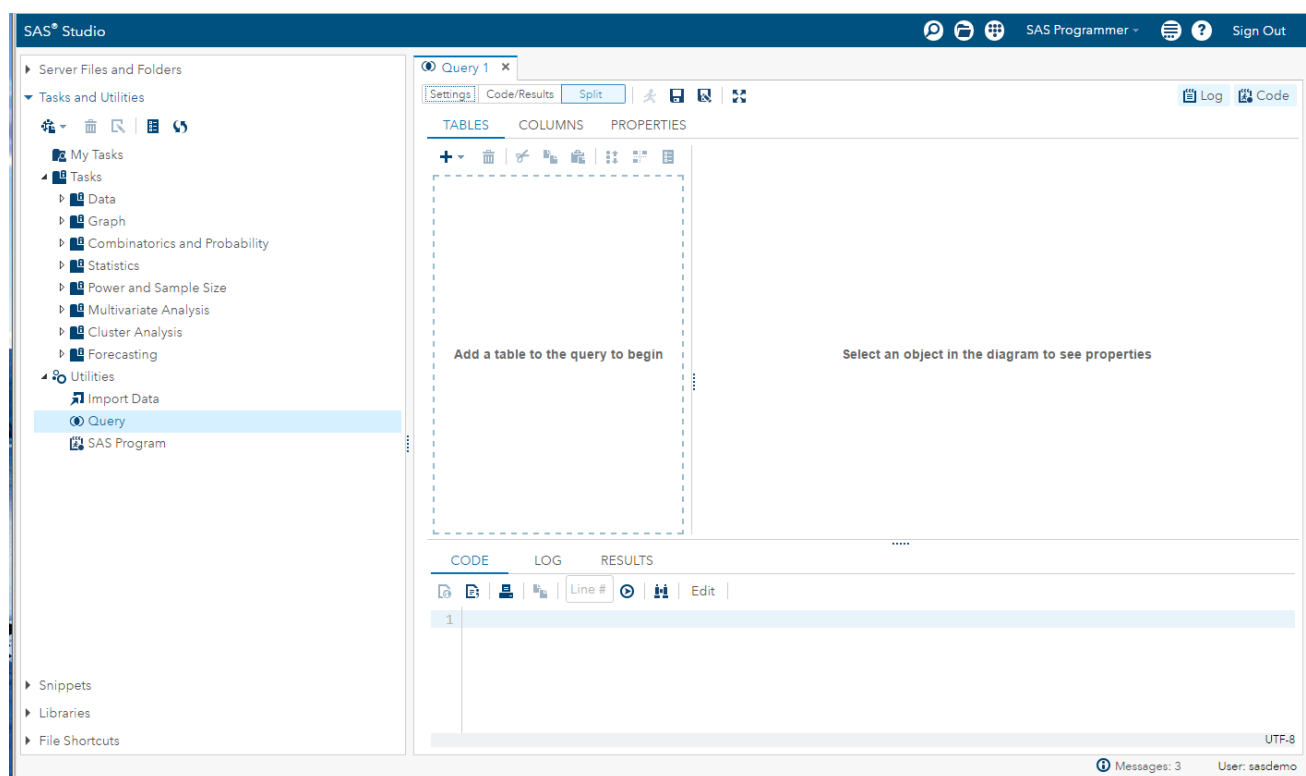 SAS® Studio
SAS Programmer
Sign Out
Server Files and Folders
Tasks and Utilities
My Tasks
Tasks
Data
Graph
Combinatorics and Probability
Statistics
Power and Sample Size
Multivariate Analysis
Cluster Analysis
Forecasting
Utilities
Import Data
Query
SAS Program
Snippets
Libraries
File Shortcuts
Query 1
Settings Code/Results Split
Log Code
TABLES COLUMNS PROPERTIES
Add a table to the query to begin
Select an object in the diagram to see properties
CODE LOG RESULTS
Line # Edit
1
UTF-8
Messages: 3 User: sasdemo